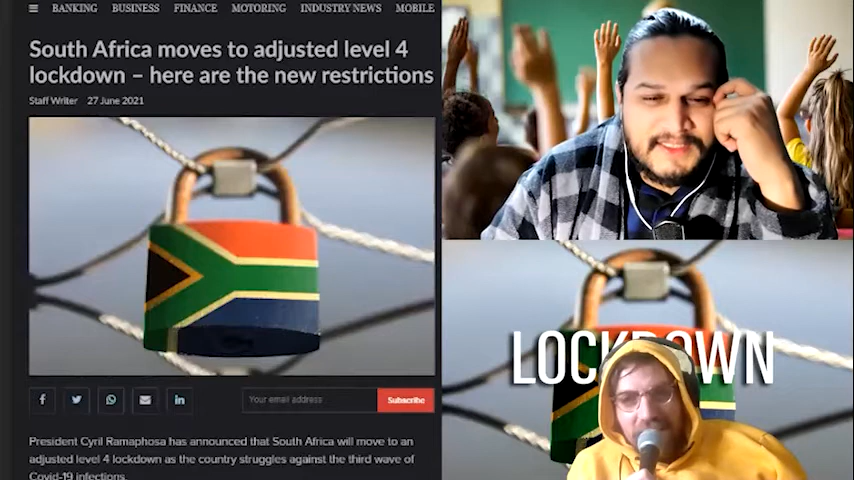 BANKING BUSINESS FINANCE MOTORING INDUSTRY NEWS MOBILE
South Africa moves to adjusted level 4
lockdown – here are the new restrictions
Staff Writer 27 June 2021
Your email address Subscribe
President Cyril Ramaphosa has announced that South Africa will move to an
adjusted level 4 lockdown as the country struggles against the third wave of
Covid-19 infections.
LOCKDOWN